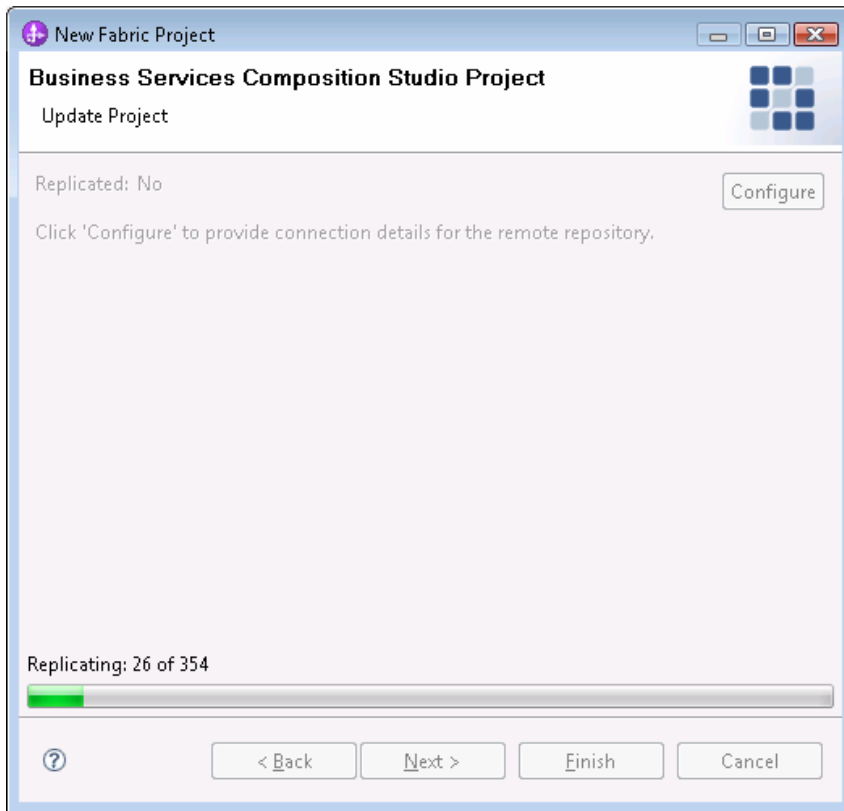 New Fabric Project
Business Services Composition Studio Project
Update Project
Replicated: No
Configure
Click 'Configure' to provide connection details for the remote repository.
Replicating: 26 of 354
?
< Back
Next >
Finish
Cancel